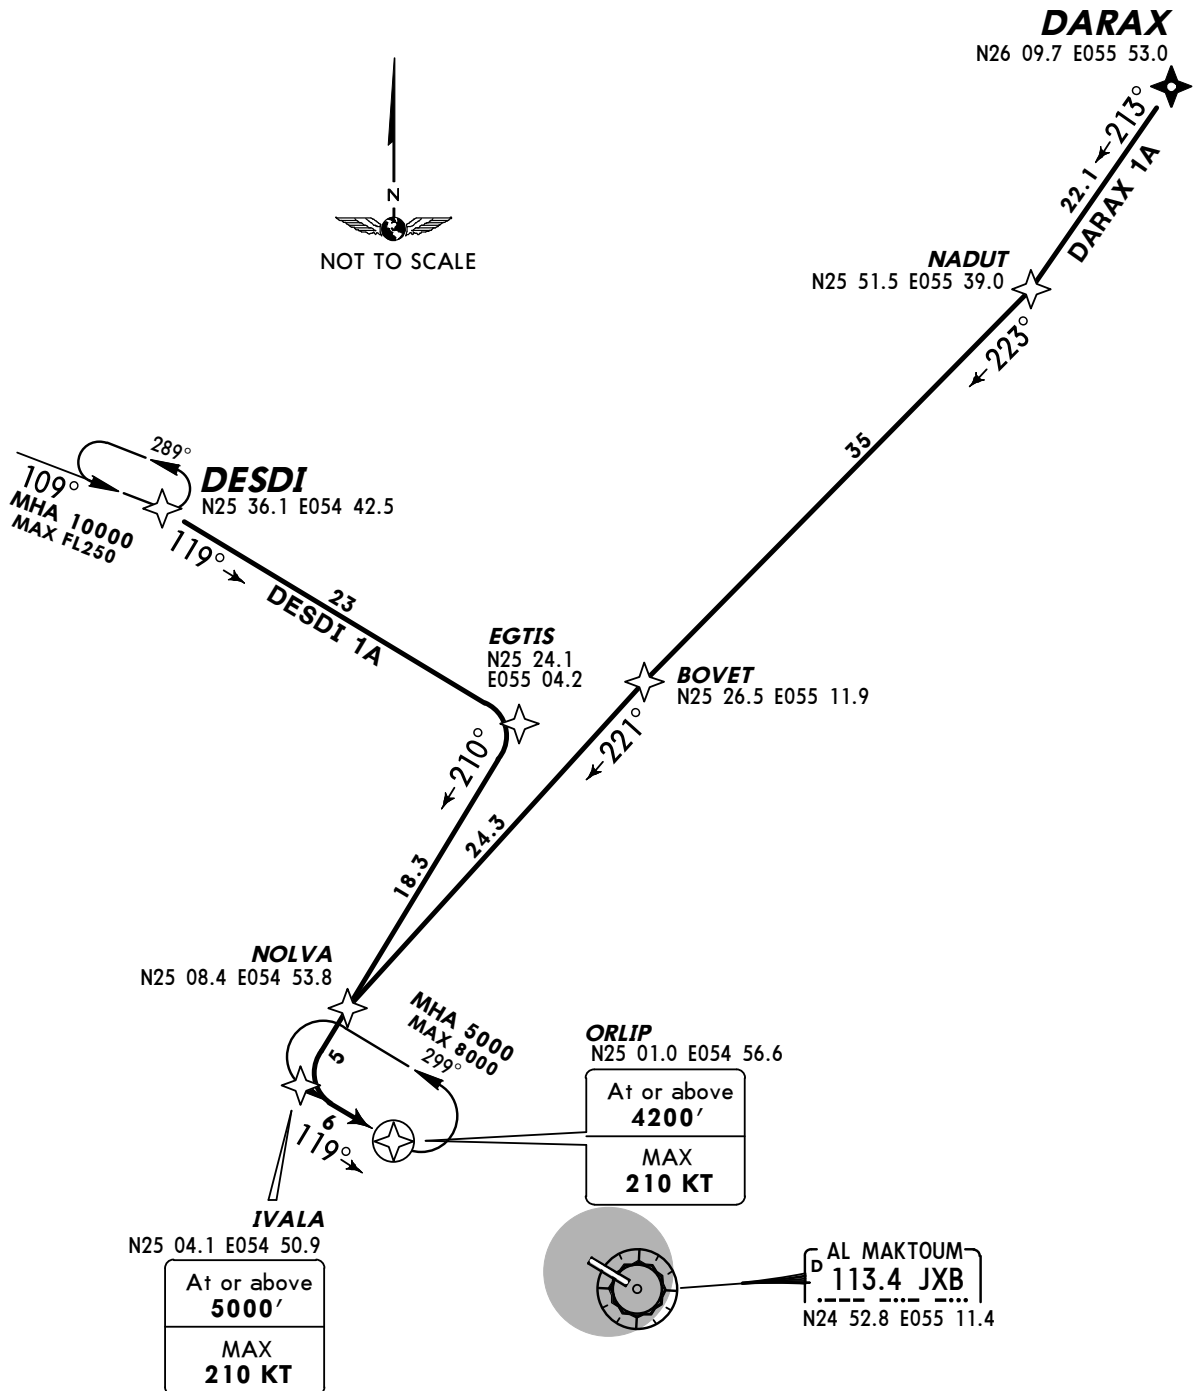 DARAX
N26 09.7 E055 53.0
213°
22.1
DARAX 1A
N
NOT TO SCALE
NADUT
N25 51.5 E055 39.0
223°
35
289°
DESDI
N25 36.1 E054 42.5
109°
MHA 10000
MAX FL250
119°
23
DESDI 1A
EGTIS
N25 24.1
E055 04.2
BOVET
N25 26.5 E055 11.9
210°
221°
24.3
18.3
NOLVA
N25 08.4 E054 53.8
MHA 5000
MAX 8000
299°
5
ORLIP
N25 01.0 E054 56.6
At or above
4200'
MAX
210 KT
6
119°
IVALA
N25 04.1 E054 50.9
At or above
5000'
MAX
210 KT
AL MAKTOUM
D 113.4 JXB
N24 52.8 E055 11.4